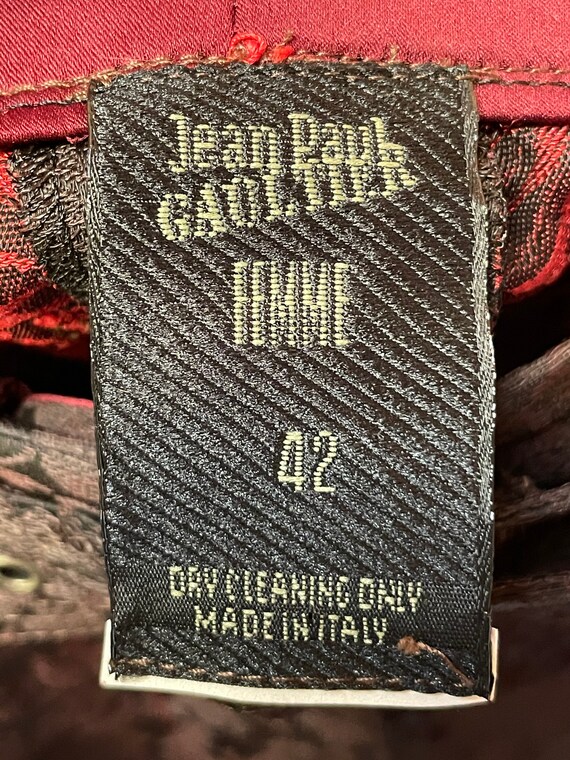 Jean Paul
GAULTIER
FEMME
42
DRY CLEANING ONLY
MADE IN ITALY